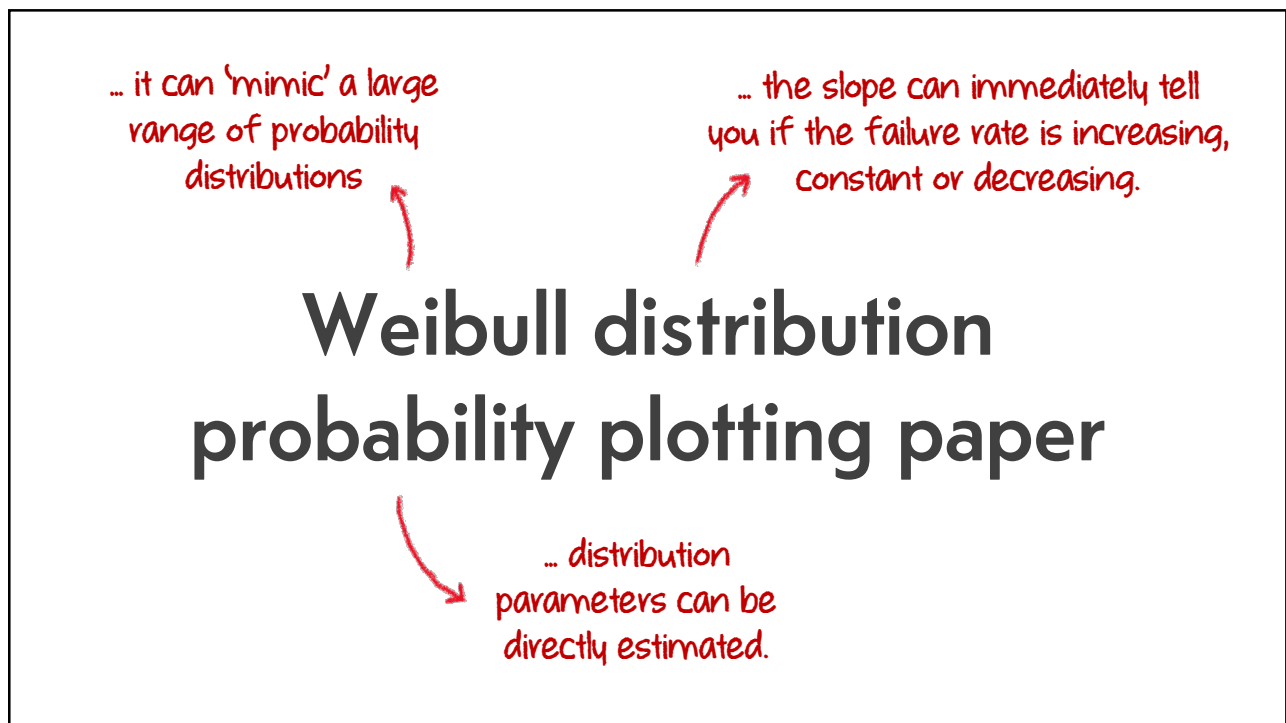 ... it can ‘mimic’ a large
range of probability
distributions
... the slope can immediately tell
you if the failure rate is increasing,
constant or decreasing.
Weibull distribution
probability plotting paper
... distribution
parameters can be
directly estimated.